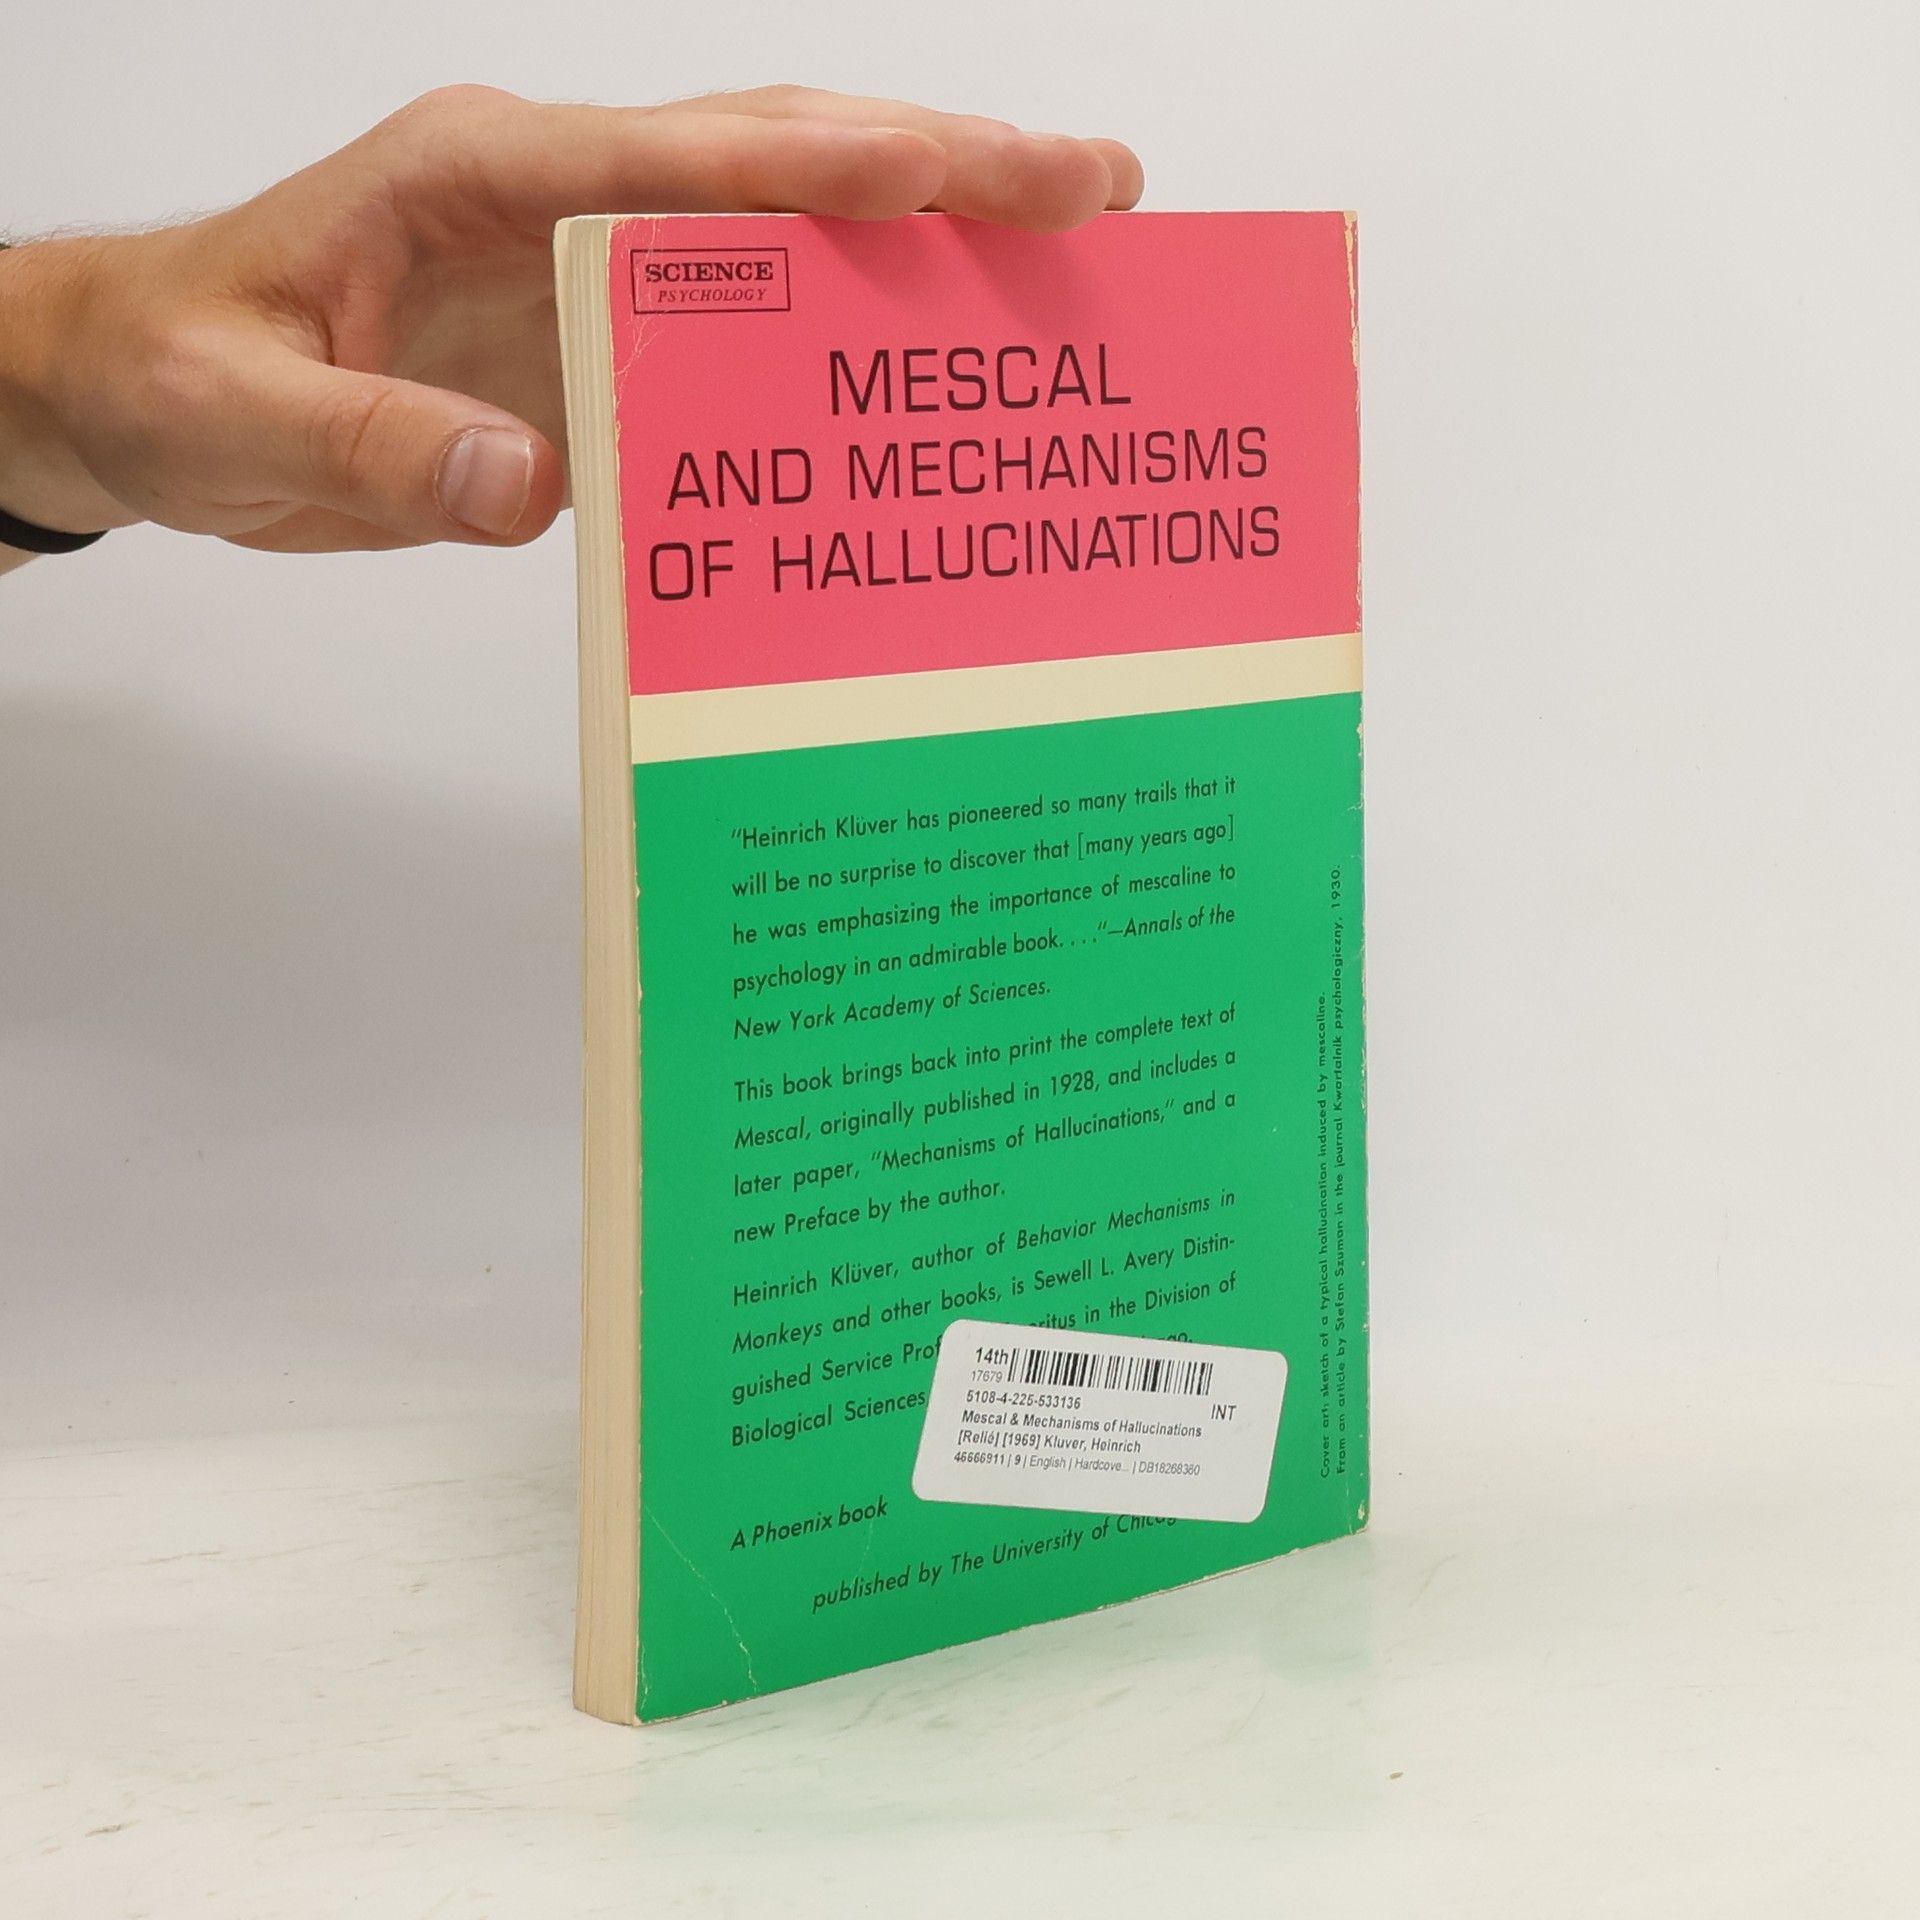 SCIENCE
PSYCHOLOGY
MESCAL
AND MECHANISMS
OF HALLUCINATIONS
"Heinrich Klüver has pioneered so many trails that it
will be no surprise to discover that [many years ago]
he was emphasizing the importance of mescaline to
psychology in an admirable book. . . ."—Annals of the
New York Academy of Sciences.
This book brings back into print the complete text of
Mescal, originally published in 1928, and includes a
later paper, "Mechanisms of Hallucinations," and a
new Preface by the author.
Heinrich Klüver, author of Behavior Mechanisms in
Monkeys and other books, is Sewell L. Avery Distin-
guished Service in the Division of
Biological Sciences
A Phoenix book
published by The University of
14th
17679
5108-4-225-533136
INT
Mescal & Mechanisms of Hallucinations
[Relié] [1969] Kluver, Heinrich
46666911 | 9 | English | Hardcove... | DB18268360
Cover art: sketch of a typical hallucination induced by mescaline.
From an article by Stefan Szuman in the journal Kwartalnik psychologiczny, 1930.